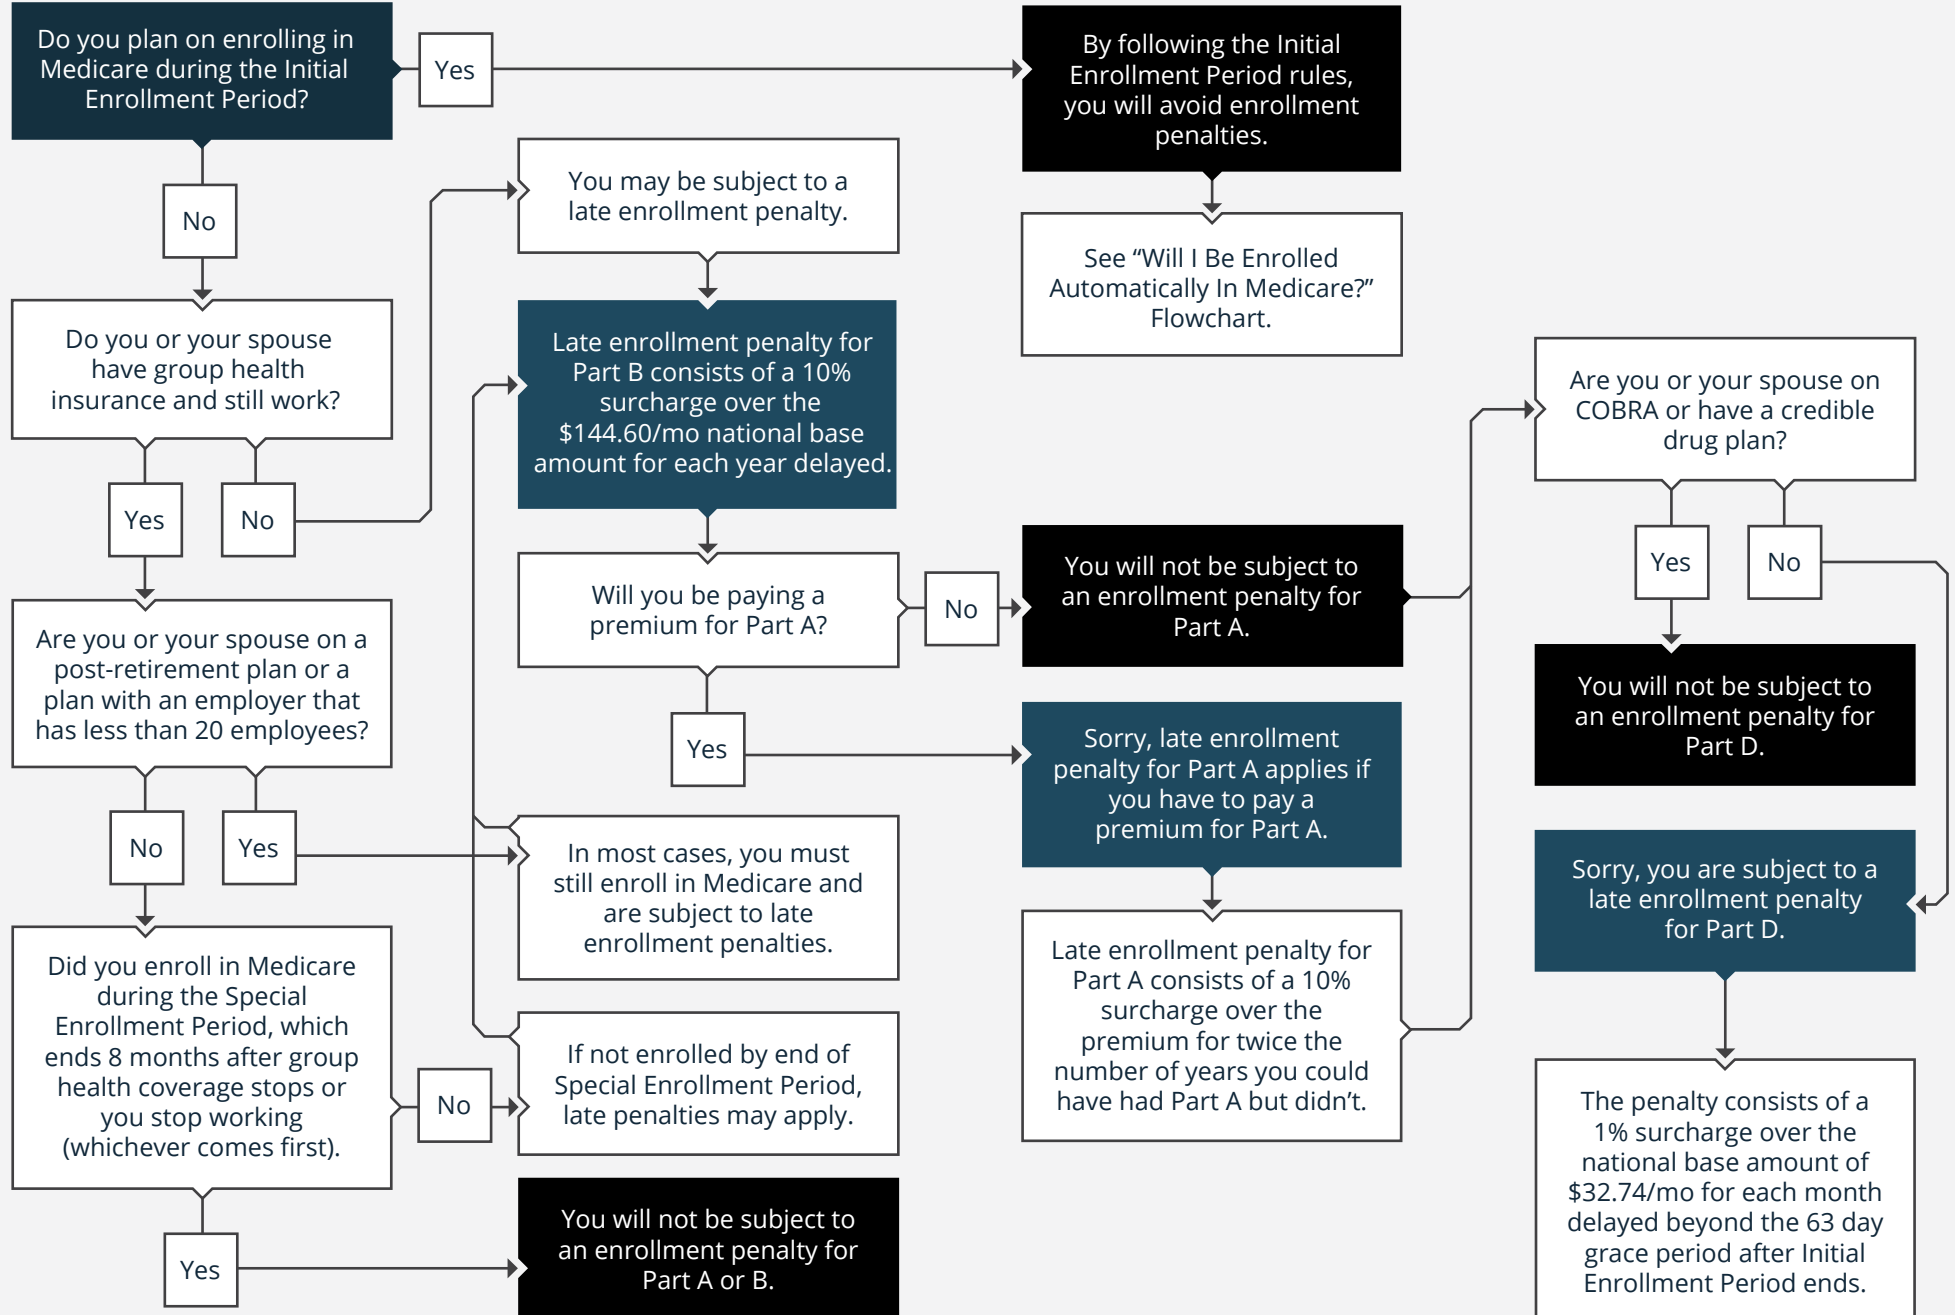 Do you plan on enrolling in
Medicare during the Initial
Enrollment Period?
Yes
By following the Initial
Enrollment Period rules,
you will avoid enrollment
penalties.
See “Will I Be Enrolled
Automatically In Medicare?”
Flowchart.
No
Do you or your spouse
have group health
insurance and still work?
Yes
No
You may be subject to a
late enrollment penalty.
Late enrollment penalty for
Part B consists of a 10%
surcharge over the
$144.60/mo national base
amount for each year delayed.
Will you be paying a
premium for Part A?
No
You will not be subject to
an enrollment penalty for
Part A.
Yes
Sorry, late enrollment
penalty for Part A applies if
you have to pay a
premium for Part A.
Late enrollment penalty for
Part A consists of a 10%
surcharge over the
premium for twice the
number of years you could
have had Part A but didn’t.
Are you or your spouse on a
post-retirement plan or a
plan with an employer that
has less than 20 employees?
No
Yes
In most cases, you must
still enroll in Medicare and
are subject to late
enrollment penalties.
Did you enroll in Medicare
during the Special
Enrollment Period, which
ends 8 months after group
health coverage stops or
you stop working
(whichever comes first).
No
If not enrolled by end of
Special Enrollment Period,
late penalties may apply.
Yes
You will not be subject to
an enrollment penalty for
Part A or B.
Are you or your spouse on
COBRA or have a credible
drug plan?
Yes
No
You will not be subject to
an enrollment penalty for
Part D.
Sorry, you are subject to a
late enrollment penalty
for Part D.
The penalty consists of a
1% surcharge over the
national base amount of
$32.74/mo for each month
delayed beyond the 63 day
grace period after Initial
Enrollment Period ends.